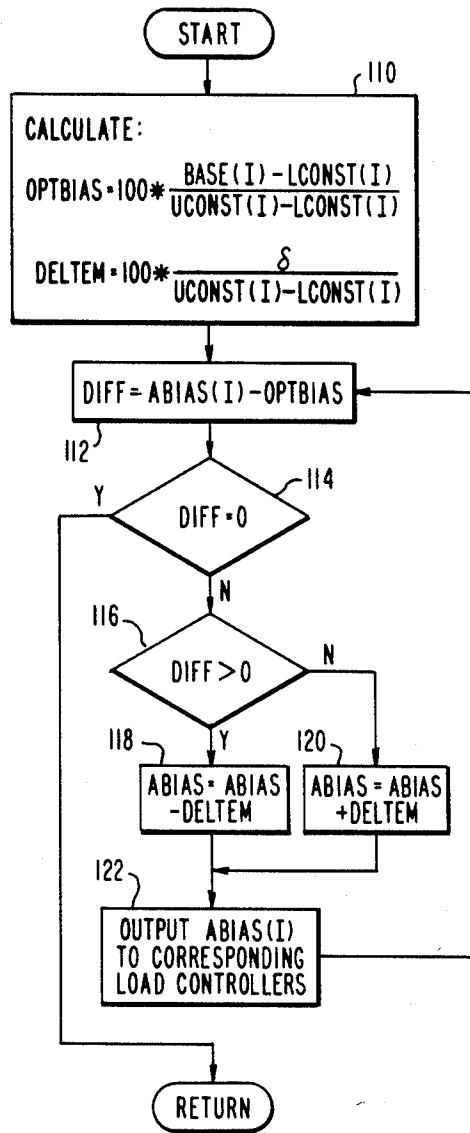 START
110
CALCULATE:
OPTBIAS=100* BASE(I)-LCONST(I)
UCONST(I)-LCONST(I)
DELTEM=100* δ
UCONST(I)-LCONST(I)
DIFF=ABIAS(I)-OPTBIAS
112
114
Y
DIFF=0
N
116
DIFF>0
N
118
Y
120
ABIAS=ABIAS
-DELTEM
ABIAS=ABIAS
+DELTEM
122
OUTPUT ABIAS(I)
TO CORRESPONDING
LOAD CONTROLLERS
RETURN